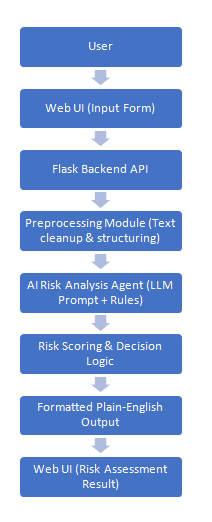 User
Web UI (Input Form)
Flask Backend API
Preprocessing Module (Text
cleanup & structuring)
AI Risk Analysis Agent (LLM
Prompt + Rules)
Risk Scoring & Decision
Logic
Formatted Plain-English
Output
Web UI (Risk Assessment
Result)